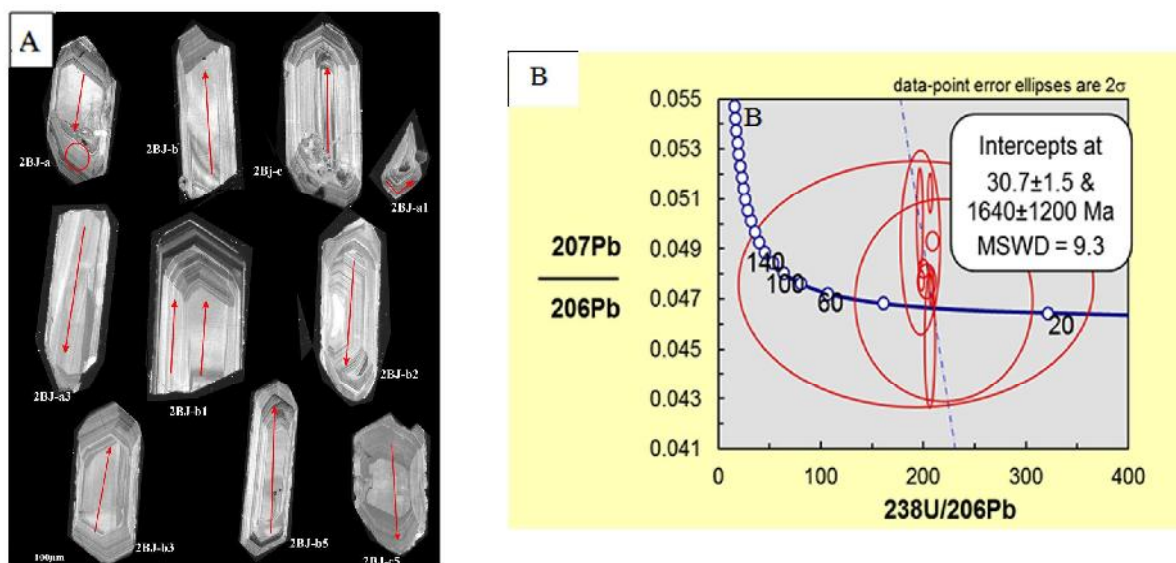 A
2BJ-a
2BJ-b
2Bj-c
2BJ-a1
2BJ-a3
2BJ-b1
2BJ-b2
2BJ-b3
2BJ-b5
2BJ-c5
100μm
B
data-point error ellipses are 2σ
0.055
0.053
0.051
0.049
0.047
0.045
0.043
0.041
207Pb
206Pb
B
Intercepts at
30.7±1.5 &
1640±1200 Ma
MSWD = 9.3
140
100
60
20
0
100
200
300
400
238U/206Pb